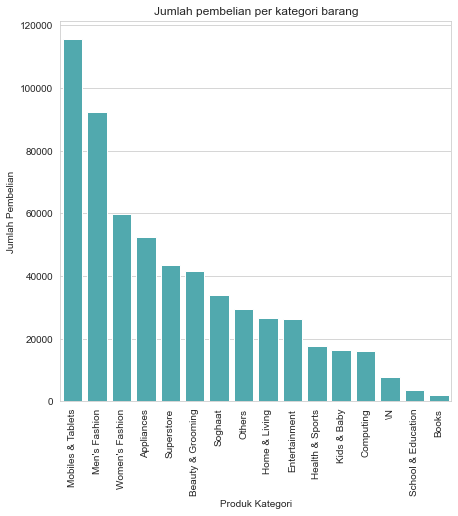 Jumlah pembelian per kategori barang
120000
100000
80000
60000
40000
20000
0
Jumlah Pembelian
Mobiles & Tablets
Men's Fashion
Women's Fashion
Appliances
Superstore
Beauty & Grooming
Soghaat
Others
Home & Living
Entertainment
Health & Sports
Kids & Baby
Computing
\N
School & Education
Books
Produk Kategori